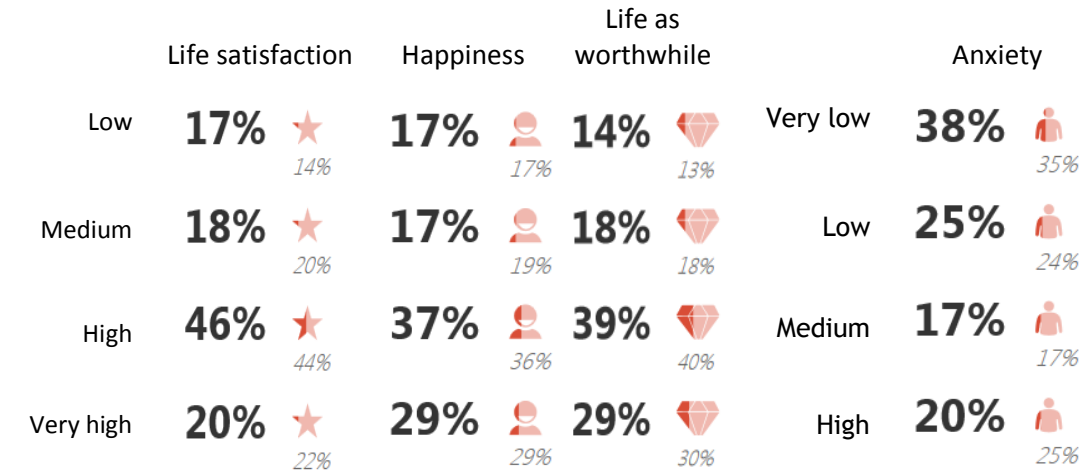 Life as
Life satisfaction Happiness worthwhile Anxiety
Low 17% 17% 14% Very low 38%
14% 17% 13% 35%
Medium 18% 17% 18% Low 25%
20% 19% 18% 24%
High 46% 37% 39% Medium 17%
44% 36% 40% 17%
Very high 20% 29% 29% High 20%
22% 29% 30% 25%